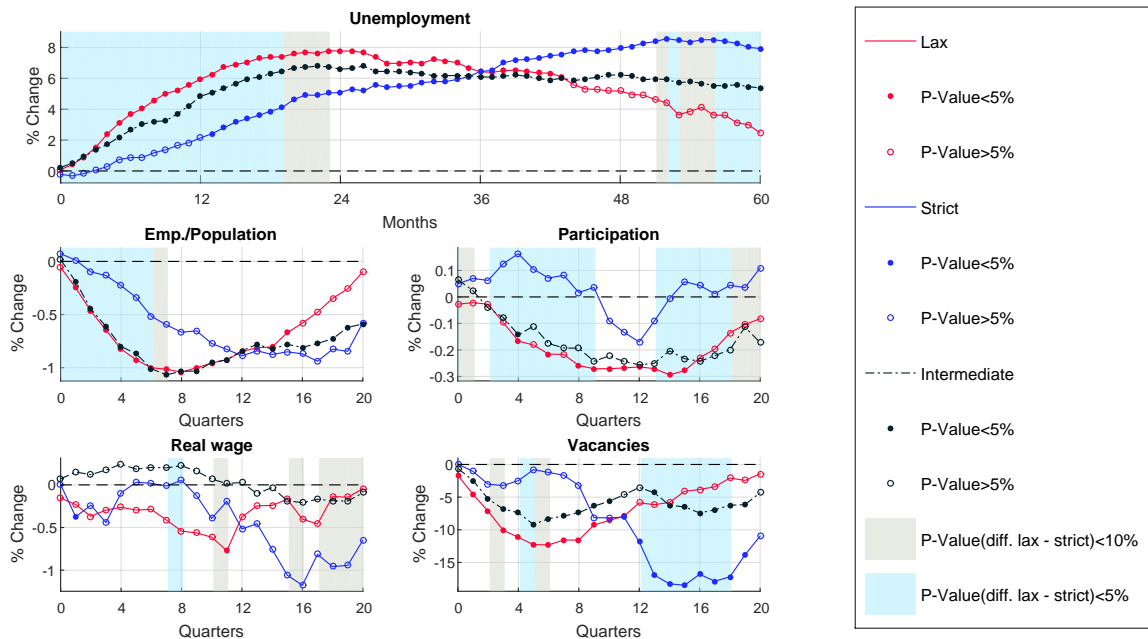 Unemployment
% Change
8
6
4
2
0
0 12 24 36 48 60
Months
Emp./Population
% Change
0
-0.5
-1
0 4 8 12 16 20
Quarters
Participation
% Change
0.1
0
-0.1
-0.2
-0.3
0 4 8 12 16 20
Quarters
Real wage
% Change
0
-0.5
-1
0 4 8 12 16 20
Quarters
Vacancies
% Change
0
-5
-10
-15
0 4 8 12 16 20
Quarters
Lax
P-Value<5%
P-Value>5%
Strict
P-Value<5%
P-Value>5%
Intermediate
P-Value<5%
P-Value>5%
P-Value(diff. lax - strict)<10%
P-Value(diff. lax - strict)<5%